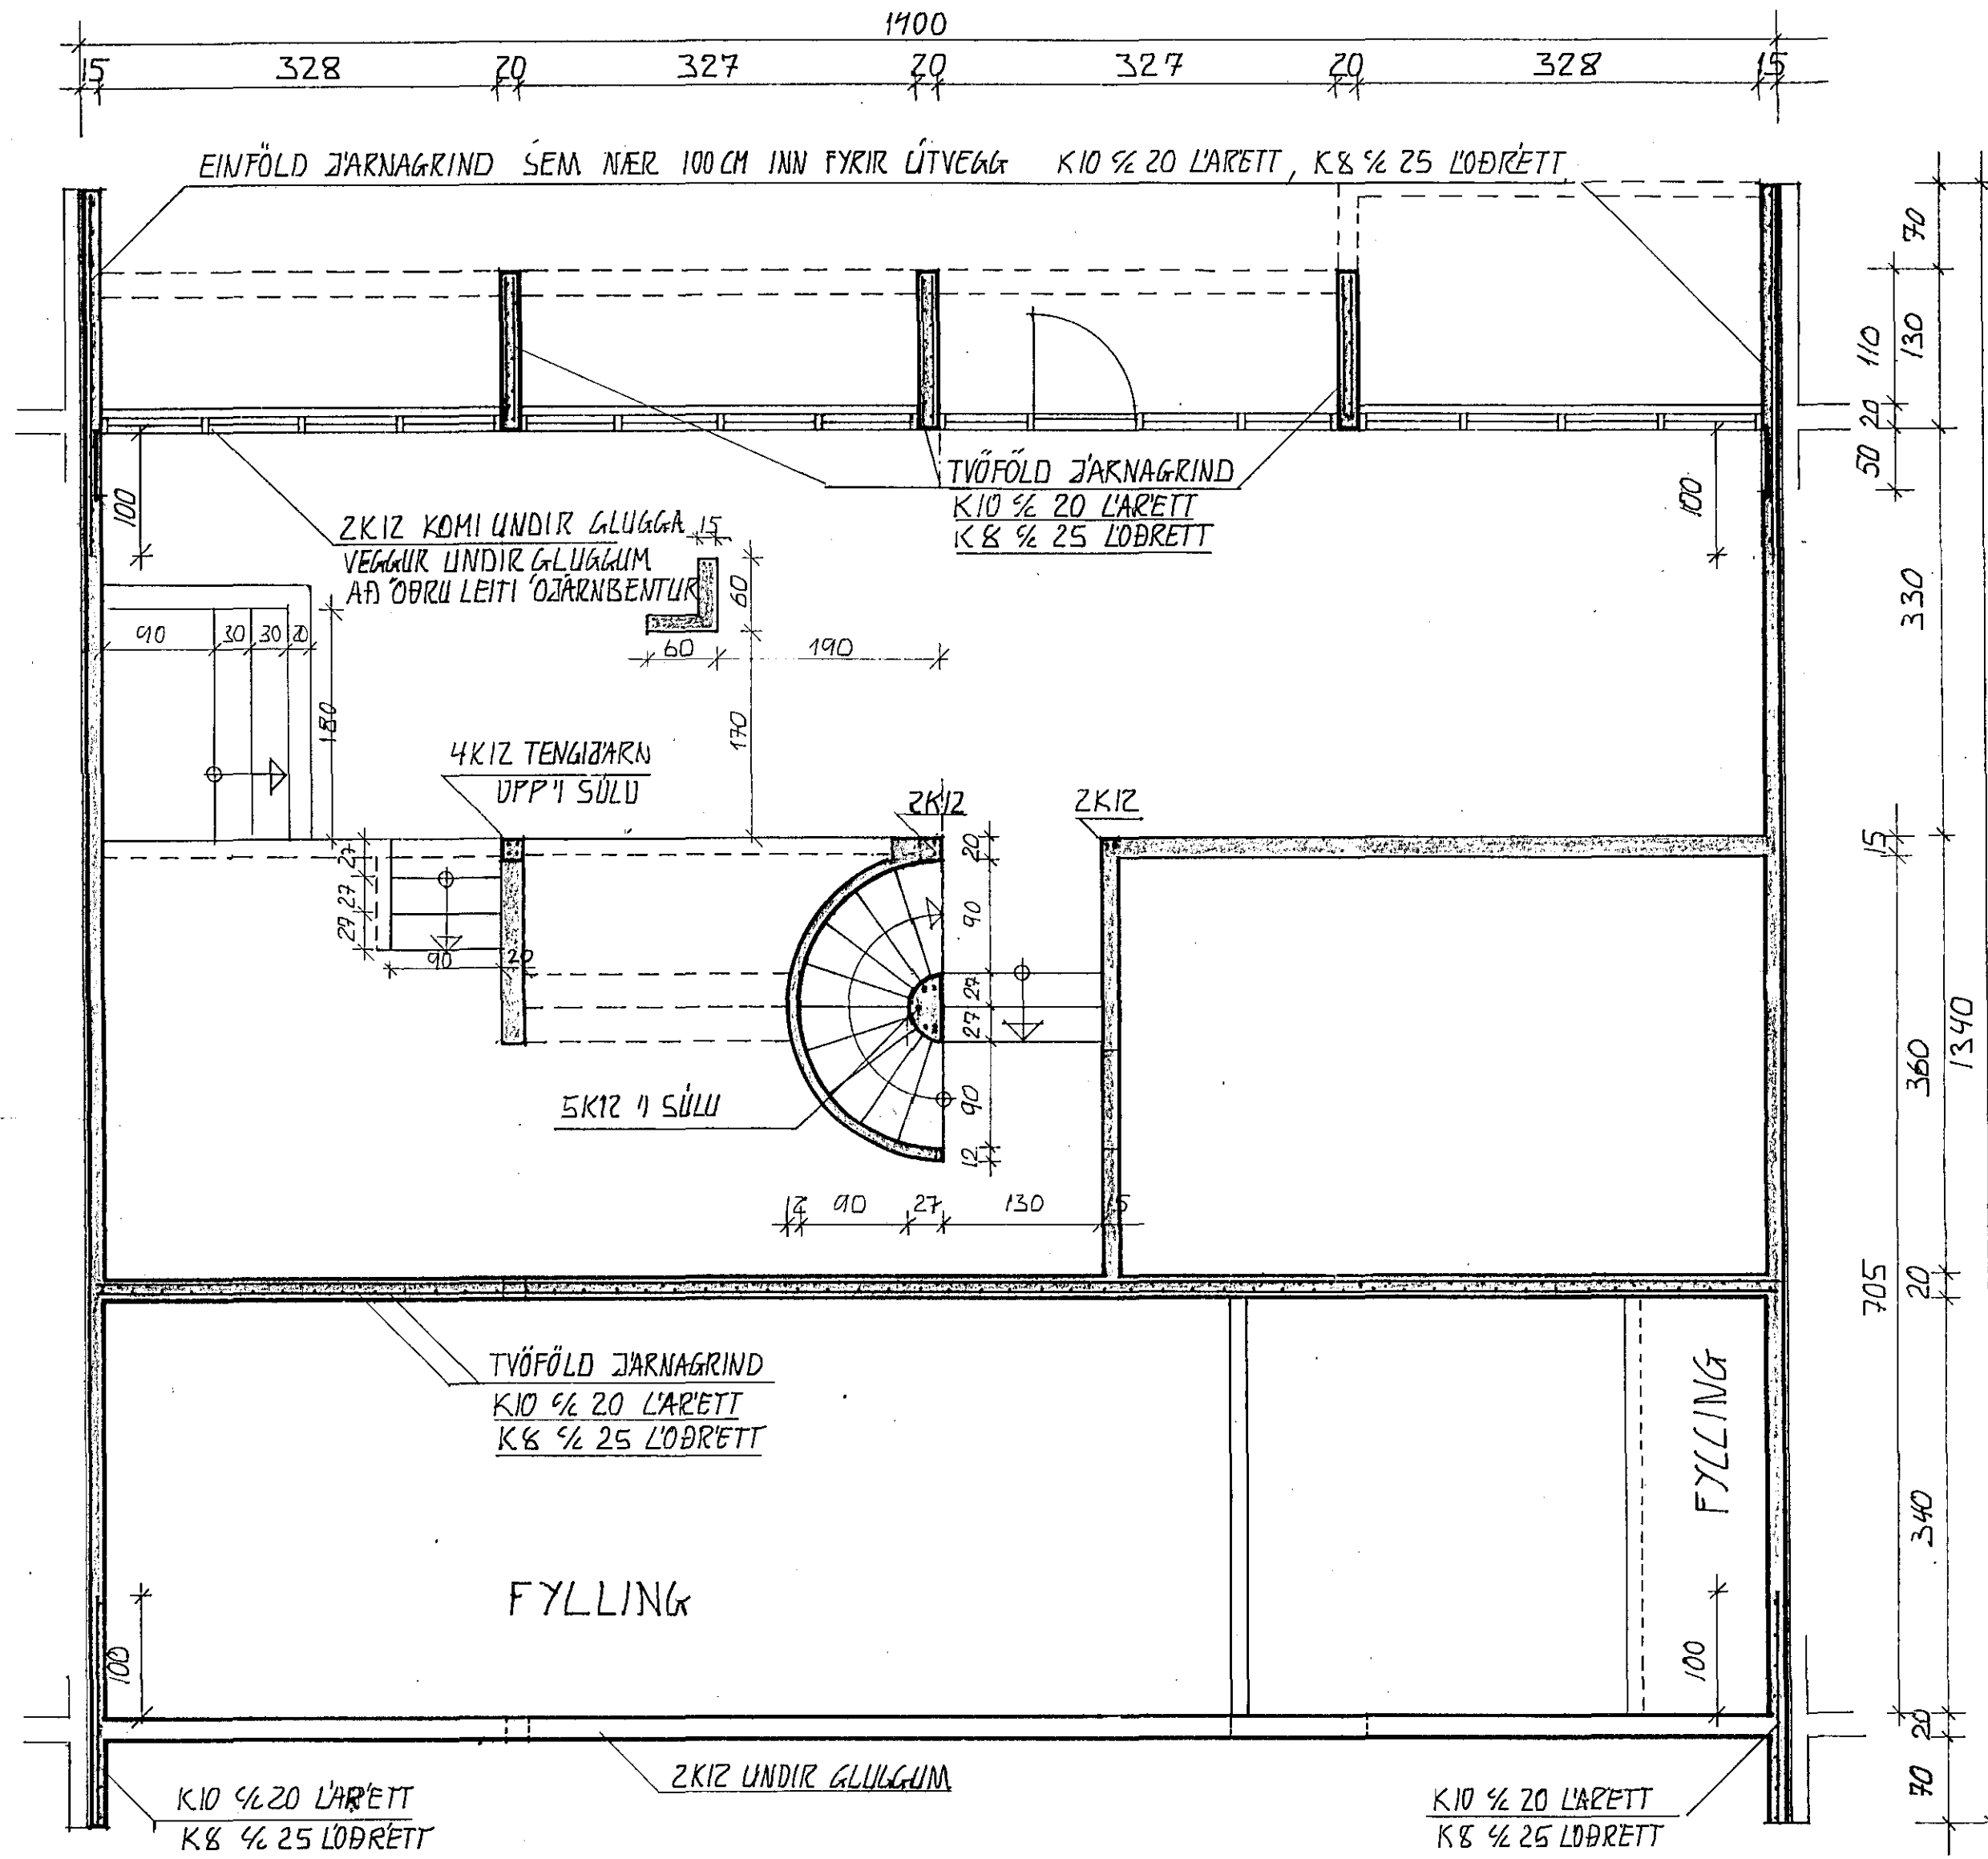 1400
15 328 20 327 20 327 20 328 15
EINFÖLD JÁRNAGRIND SEM NÆR 100 CM INN FYRIR ÚTVEGG K10 c/c 20 LÁRÉTT, K8 c/c 25 LÓÐRÉTT
70
130
110
20
50
330
TVÖFÖLD JÁRNAGRIND
K10 c/c 20 LÁRÉTT
K8 c/c 25 LÓÐRÉTT
100
100
2K12 KOMI UNDIR GLUGGA
VEGGUR UNDIR GLUGGUM
AÐ ÖÐRU LEITI ÓJÁRNBENTUR
15
60
60 190
170
90 30 30 20
180
4K12 TENGIJÁRN
UPP Í SÚLU
2K12
2K12
27
27
27
90 20
20
90
27
27
90
12
5K12 Í SÚLU
12 90 27 130 15
15
360
1340
705
20
340
TVÖFÖLD JÁRNAGRIND
K10 c/c 20 LÁRÉTT
K8 c/c 25 LÓÐRÉTT
FYLLING
FYLLING
100
100
20
70
2K12 UNDIR GLUGGUM
K10 c/c 20 LÁRÉTT
K8 c/c 25 LÓÐRÉTT
K10 c/c 20 LÁRÉTT
K8 c/c 25 LÓÐRÉTT